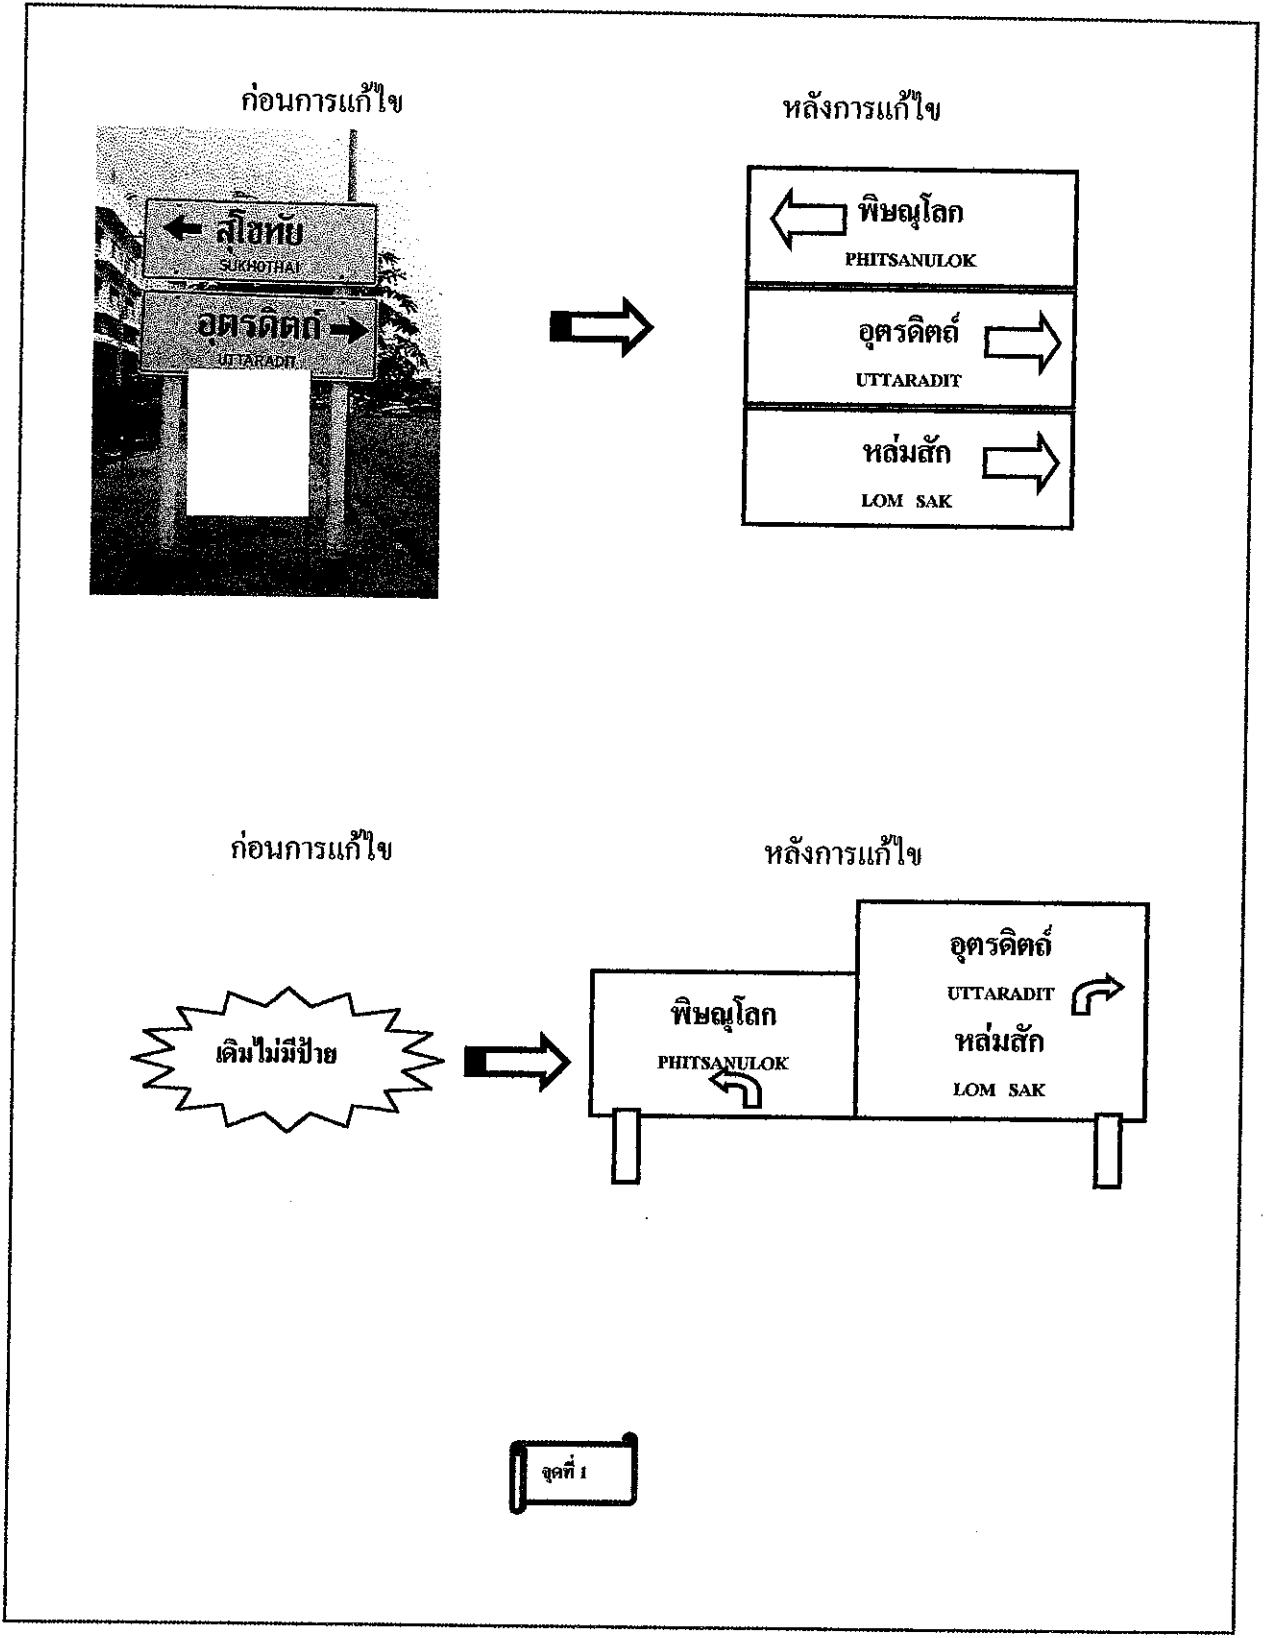 ก่อนการแก้ไข
หลังการแก้ไข
สุโขทัย
SUKHOTHAI
อุตรดิตถ์
UTTARADIT
พิษณุโลก
PHITSANULOK
อุตรดิตถ์
UTTARADIT
หล่มสัก
LOM SAK
ก่อนการแก้ไข
หลังการแก้ไข
เดิมไม่มีป้าย
พิษณุโลก
PHITSANULOK
อุตรดิตถ์
UTTARADIT
หล่มสัก
LOM SAK
จุดที่ 1